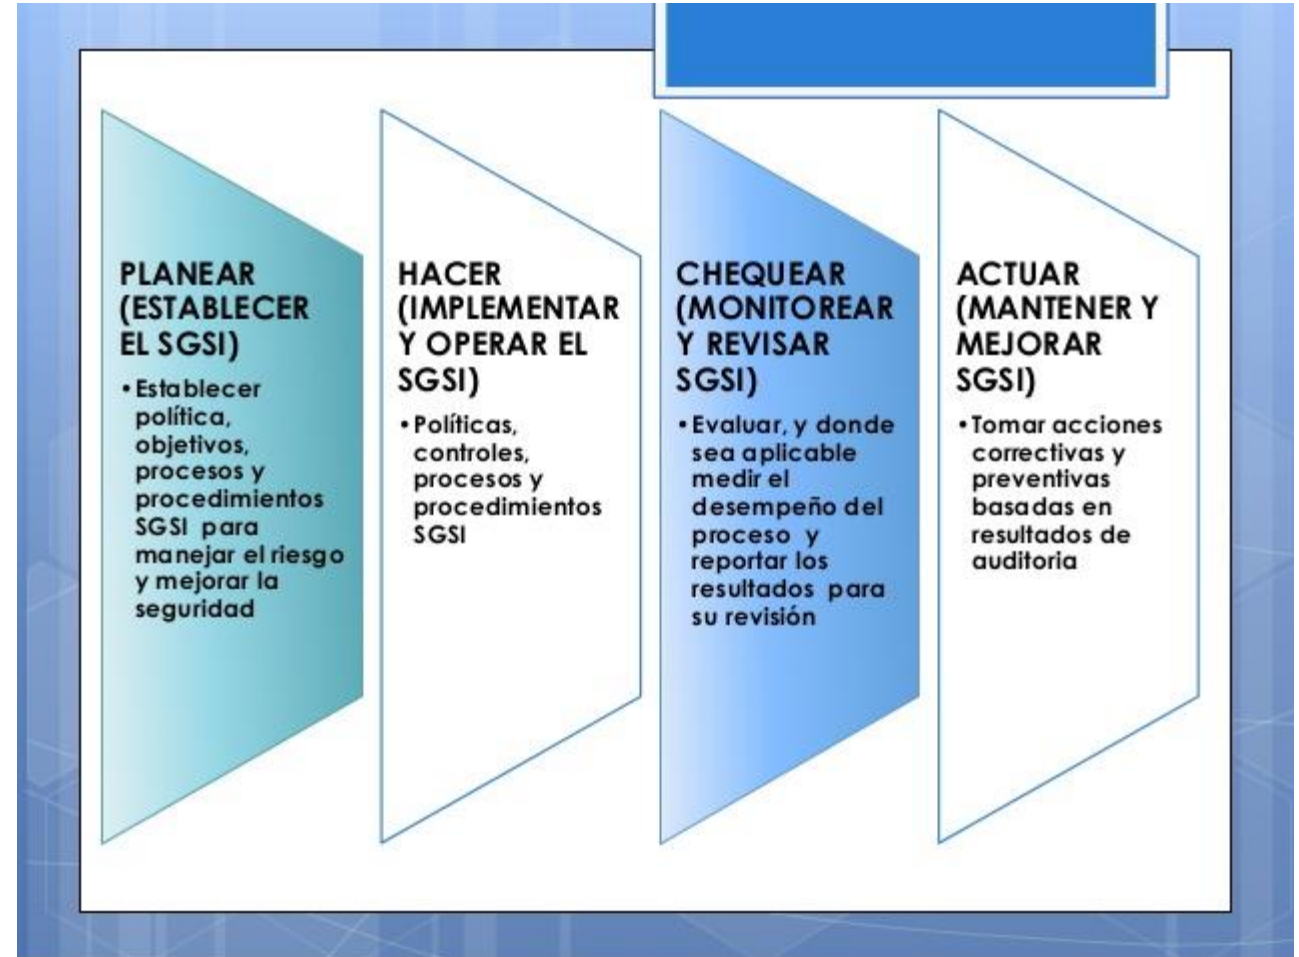 PLANEAR
(ESTABLECER
EL SGSI)
•Establecer
política,
objetivos,
procesos y
procedimientos
SGSI para
manejar el riesgo
y mejorar la
seguridad
HACER
(IMPLEMENTAR
Y OPERAR EL
SGSI)
•Políticas,
controles,
procesos y
procedimientos
SGSI
CHEQUEAR
(MONITOREAR
Y REVISAR
SGSI)
•Evaluar, y donde
sea aplicable
medir el
desempeño del
proceso y
reportar los
resultados para
su revisión
ACTUAR
(MANTENER Y
MEJORAR
SGSI)
•Tomar acciones
correctivas y
preventivas
basadas en
resultados de
auditoria